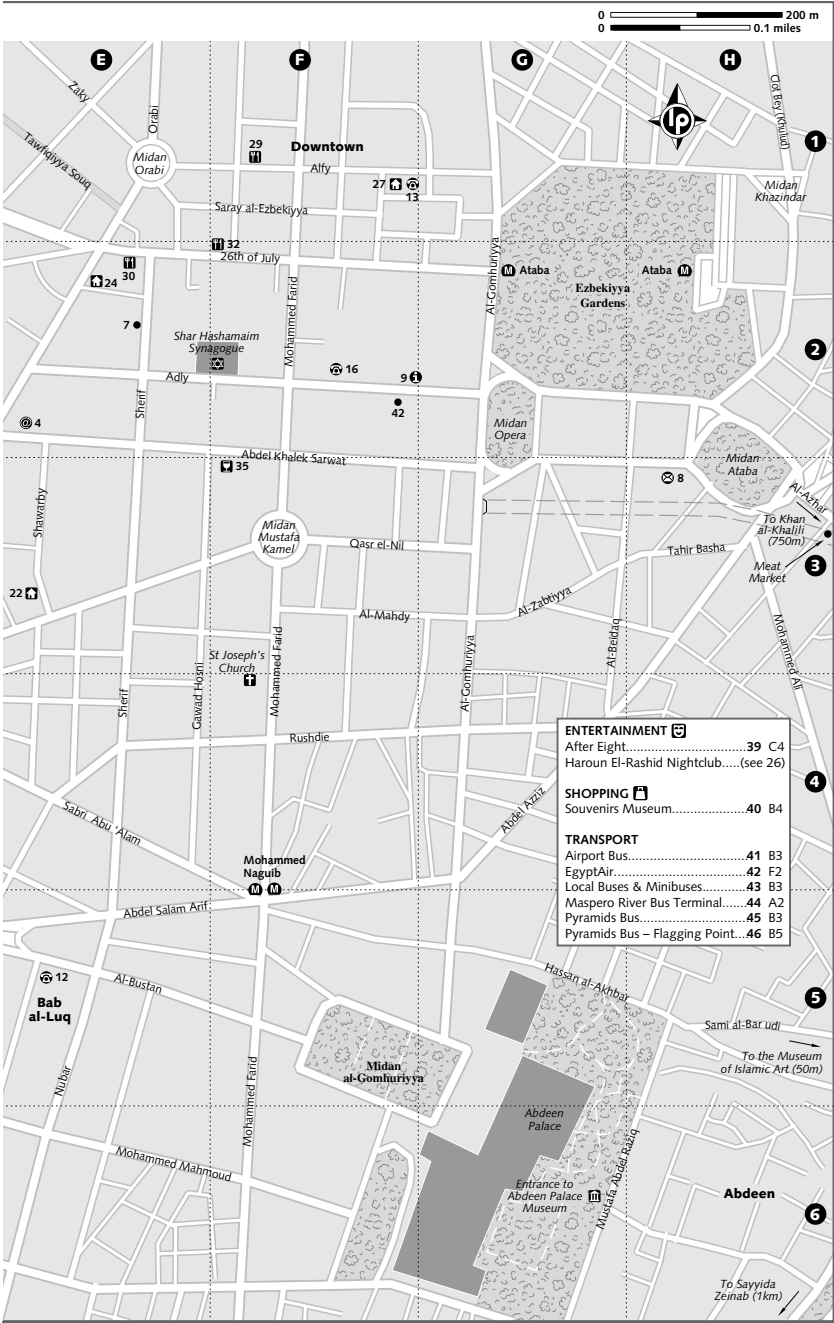 0 200 m
0 0.1 miles
E
F
G
H
1
Zaky
Orabi
Clot Bey (Khulud)
lp
Tawfiqiyya Souq
Midan
Orabi
29
Downtown
Alfy
27
13
Midan
Khazindar
Saray al-Ezbekiyya
32
26th of July
30
24
M Ataba
Ataba M
Al-Gomhuriyya
Ezbekiyya
Gardens
7
Mohammed Farid
Shar Hashamaim
Synagogue
2
16
9
Adly
Sherif
42
4
Midan
Opera
Abdel Khalek Sarwat
35
Midan
Ataba
8
Al-Azhar
Shawarby
Midan
Mustafa
Kamel
Qasr el-Nil
To Khan
al-Khalili
(750m)
Tahir Basha
Meat
Market
3
22
Al-Zabtiyya
Al-Mahdy
Al-Beidaq
Mohammed Ali
St Joseph's
Church
Mohammed Farid
Al-Gomhuriyya
Gawad Hosni
Sherif
Rushdie
4
ENTERTAINMENT
After Eight..............................39 C4
Haroun El-Rashid Nightclub.....(see 26)
SHOPPING
Souvenirs Museum...................40 B4
TRANSPORT
Airport Bus..............................41 B3
EgyptAir..................................42 F2
Local Buses & Minibuses..........43 B3
Maspero River Bus Terminal.......44 A2
Pyramids Bus...........................45 B3
Pyramids Bus – Flagging Point...46 B5
Sabri Abu 'Alam
Abdel Azziz
Mohammed
Naguib
M M
Abdel Salam Arif
12
Bab
al-Luq
Al-Bustan
Hassan al-Akhbar
5
Sami al-Bar udi
To the Museum
of Islamic Art (50m)
Nubar
Mohammed Farid
Midan
al-Gomhuriyya
Abdeen
Palace
Mohammed Mahmoud
Mustafa Abdel Raziq
Entrance to
Abdeen Palace
Museum
Abdeen
6
To Sayyida
Zeinab (1km)